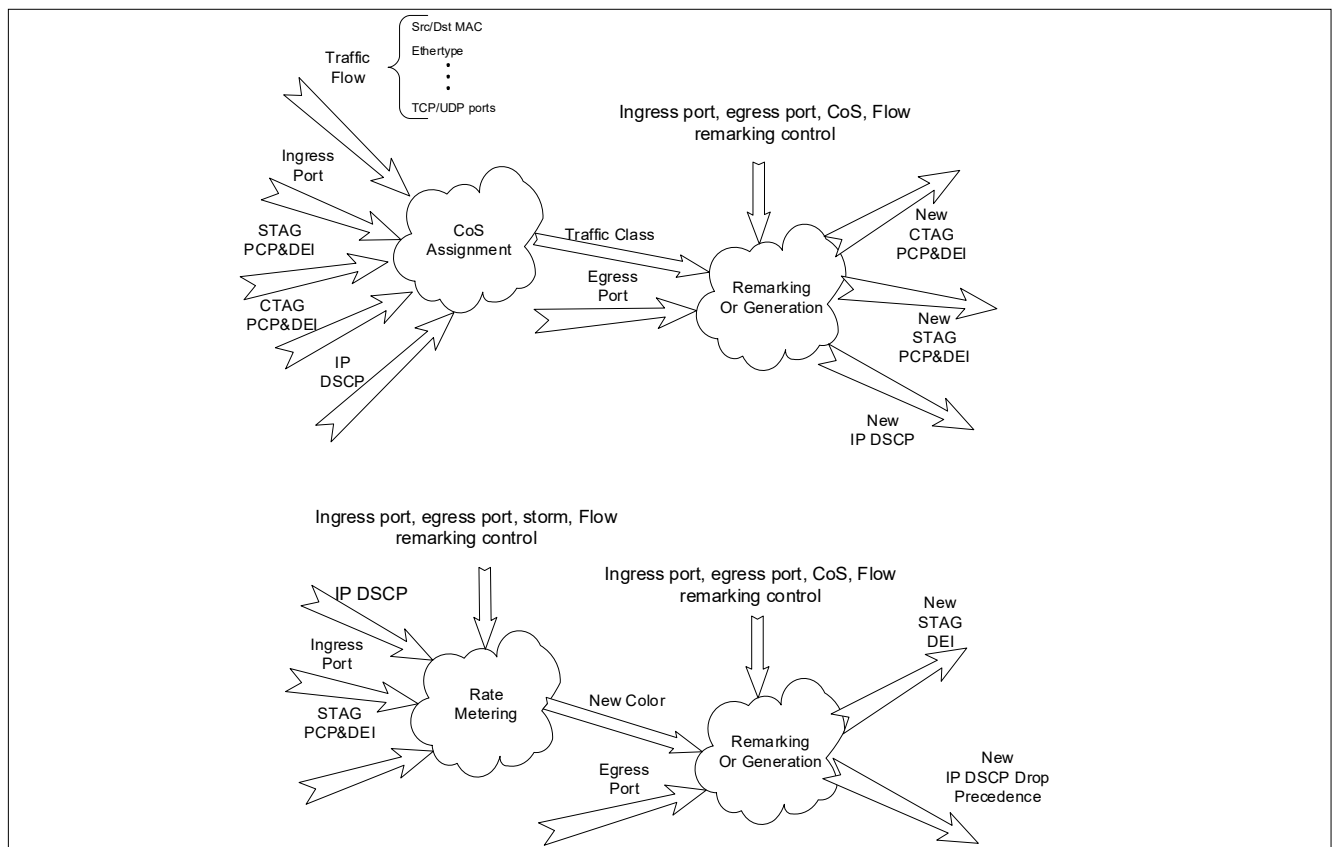 Src/Dst MAC
Traffic
Flow
Ethertype
TCP/UDP ports
Ingress port, egress port, CoS, Flow
remarking control
Ingress
Port
STAG
PCP&DEI
CTAG
PCP&DEI
IP
DSCP
CoS
Assignment
Traffic Class
Egress
Port
Remarking
Or Generation
New
CTAG
PCP&DEI
New
STAG
PCP&DEI
New
IP DSCP
Ingress port, egress port, storm, Flow
remarking control
IP DSCP
Ingress
Port
STAG
PCP&DEI
Rate
Metering
New Color
Egress
Port
Ingress port, egress port, CoS, Flow
remarking control
Remarking
Or Generation
New
STAG
DEI
New
IP DSCP Drop
Precedence